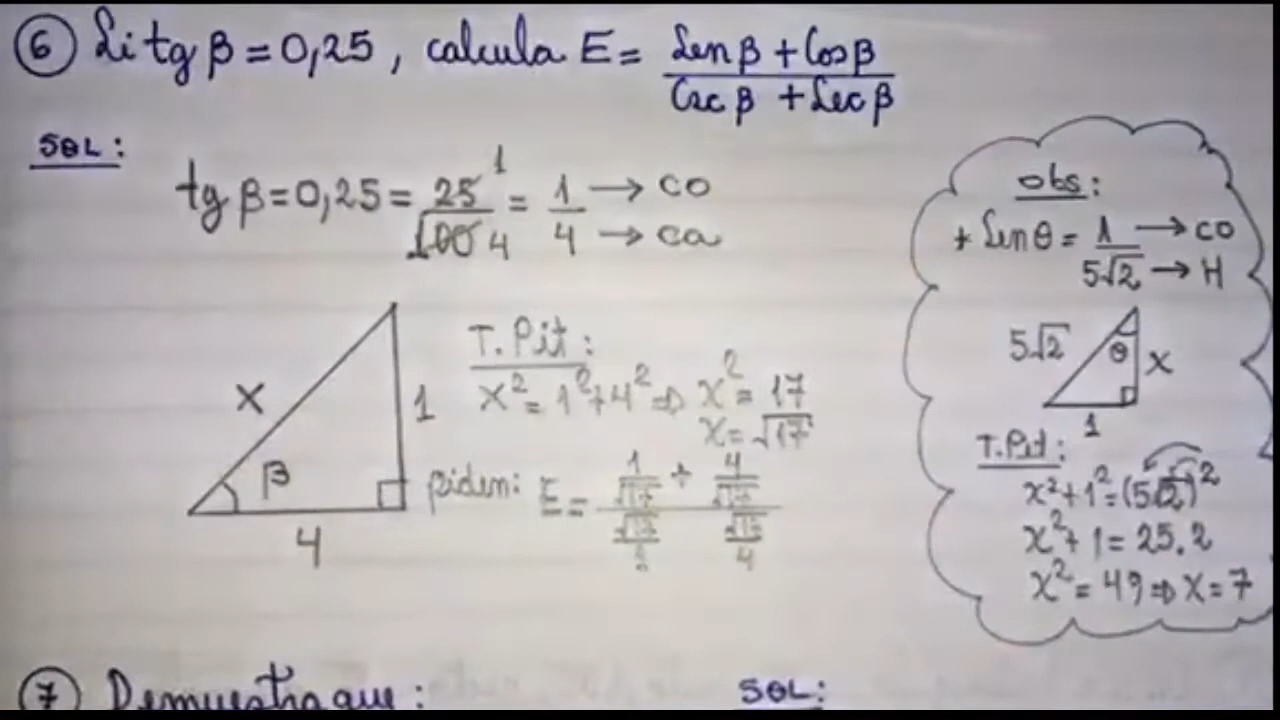 6 Si tg β = 0,25 , calcula E = (Sen β + Cos β)/(Csc β + Sec β)
SOL:
tg β = 0,25 = 25/100 = 1/4 → CO
1
4 → ca
x
1
β
4
T. Pit:
x² = 1² + 4² ⇒ x² = 17
x = √17
piden: E = (1/√17 + 4/√17)/(√17/1 + √17/4)
obs:
+ Sen θ = 1/5√2 → CO
→ H
5√2
θ
x
1
T. Pit:
x² + 1² = (5√2)²
x² + 1 = 25.2
x² = 49 ⇒ x = 7
7 Demuestra que:
SOL: